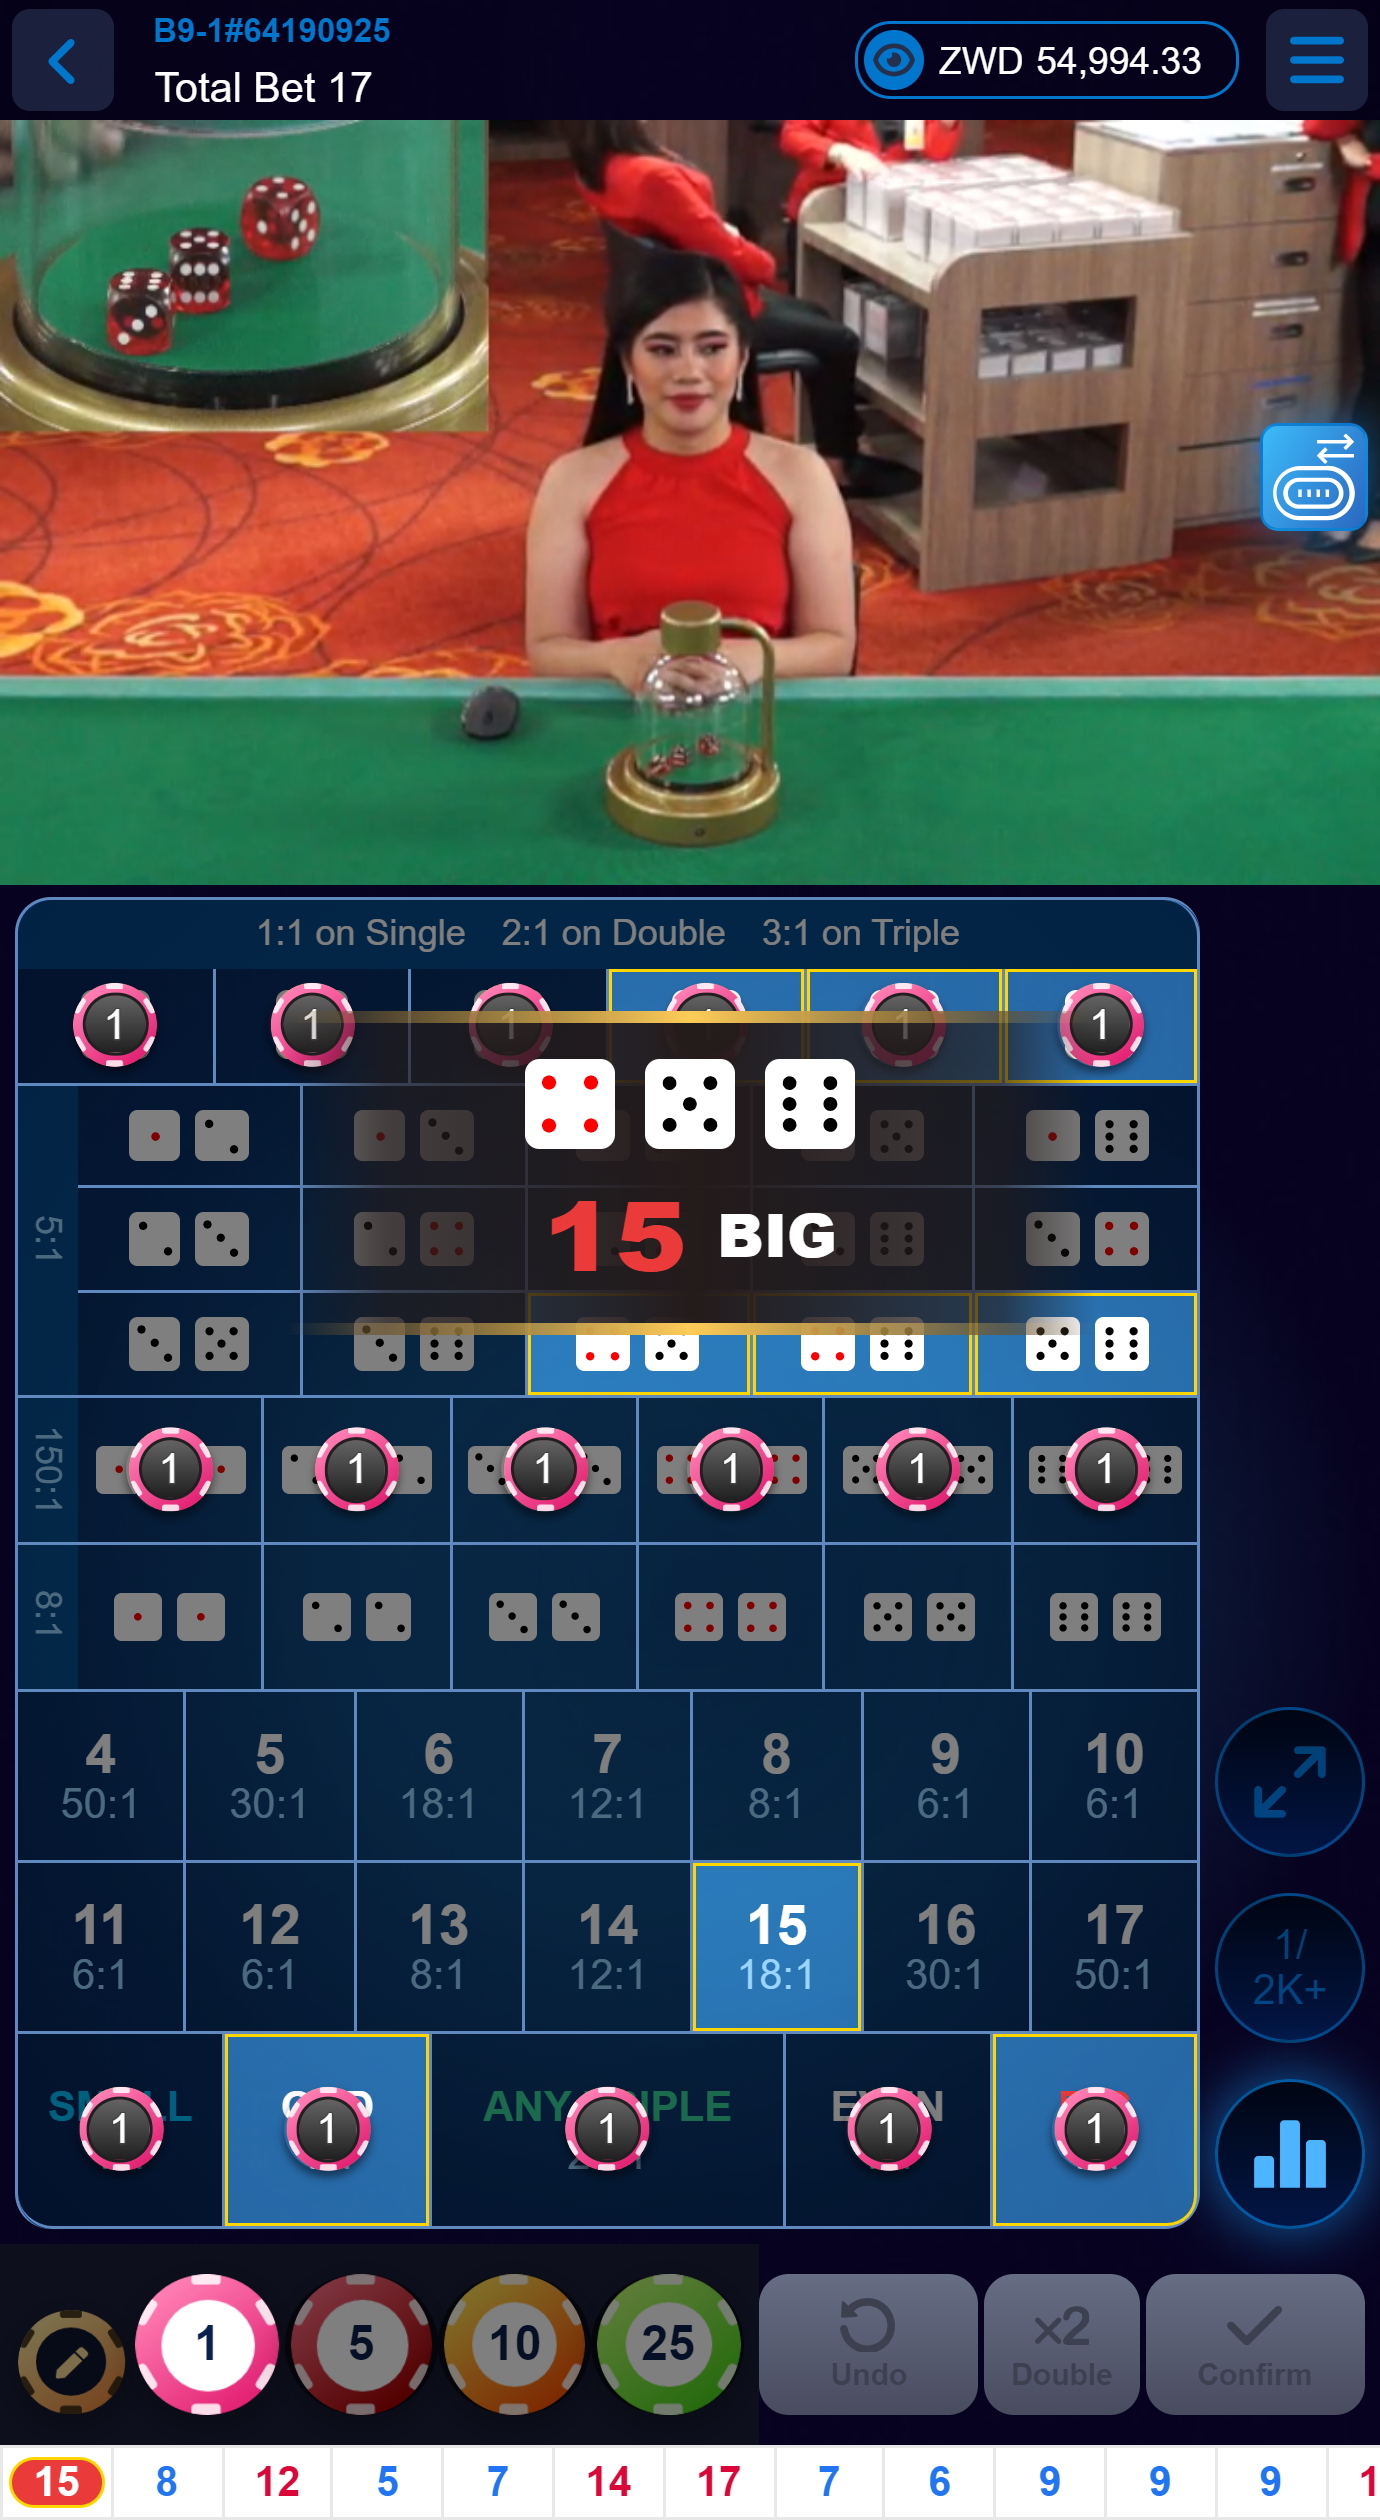 B9-1#64190925
Total Bet 17
ZWD 54,994.33
1:1 on Single 2:1 on Double 3:1 on Triple
1 1 1 1 1 1
15 BIG
5:1
150:1
1 1 1 1 1 1
8:1
4 5 6 7 8 9 10
50:1 30:1 18:1 12:1 8:1 6:1 6:1
11 12 13 14 15 16 17
6:1 6:1 8:1 12:1 18:1 30:1 50:1
1/
2K+
1 1 1 1 1
1 5 10 25
Undo
x2
Double
Confirm
15 8 12 5 7 14 17 7 6 9 9 9